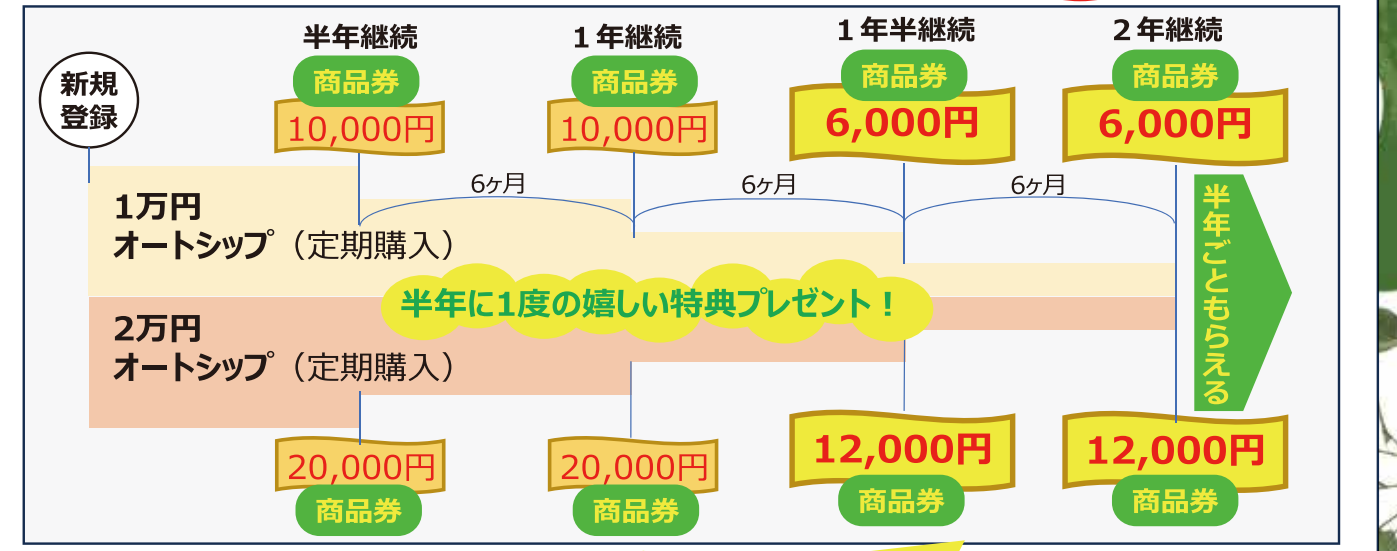 半年継続
1年継続
1年半継続
2年継続
新規
登録
商品券
商品券
商品券
商品券
10,000円
10,000円
6,000円
6,000円
6ヶ月
6ヶ月
6ヶ月
1万円
オートシップ（定期購入）
半年に1度の嬉しい特典プレゼント！
半年ごともらえる
2万円
オートシップ（定期購入）
20,000円
20,000円
12,000円
12,000円
商品券
商品券
商品券
商品券